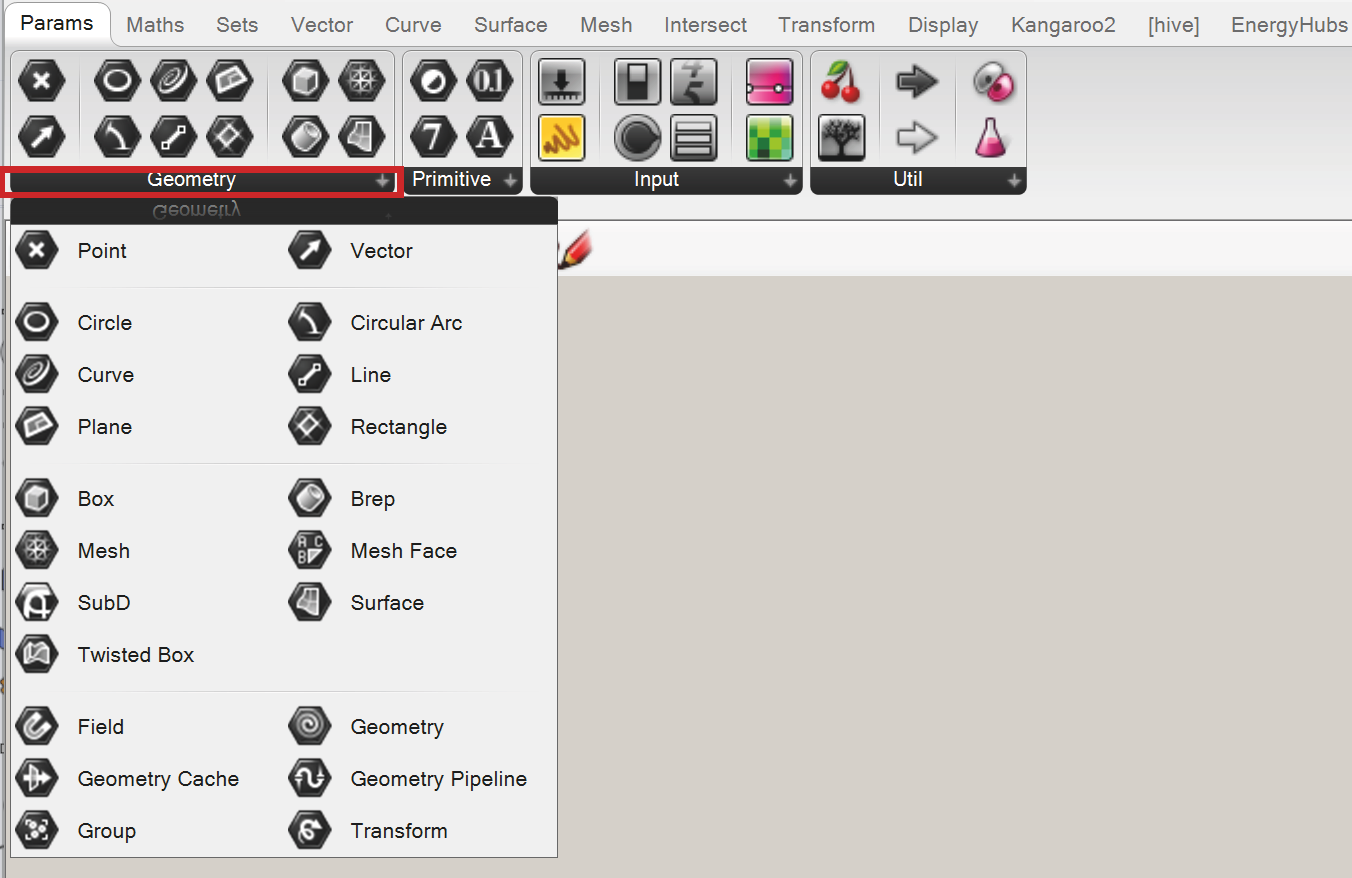 Params Maths Sets Vector Curve Surface Mesh Intersect Transform Display Kangaroo2 [hive] EnergyHubs
0.1
7 A
Geometry Primitive Input Util
Geometry
Point Vector
Circle Circular Arc
Curve Line
Plane Rectangle
Box Brep
Mesh Mesh Face
SubD Surface
Twisted Box
Field Geometry
Geometry Cache Geometry Pipeline
Group Transform